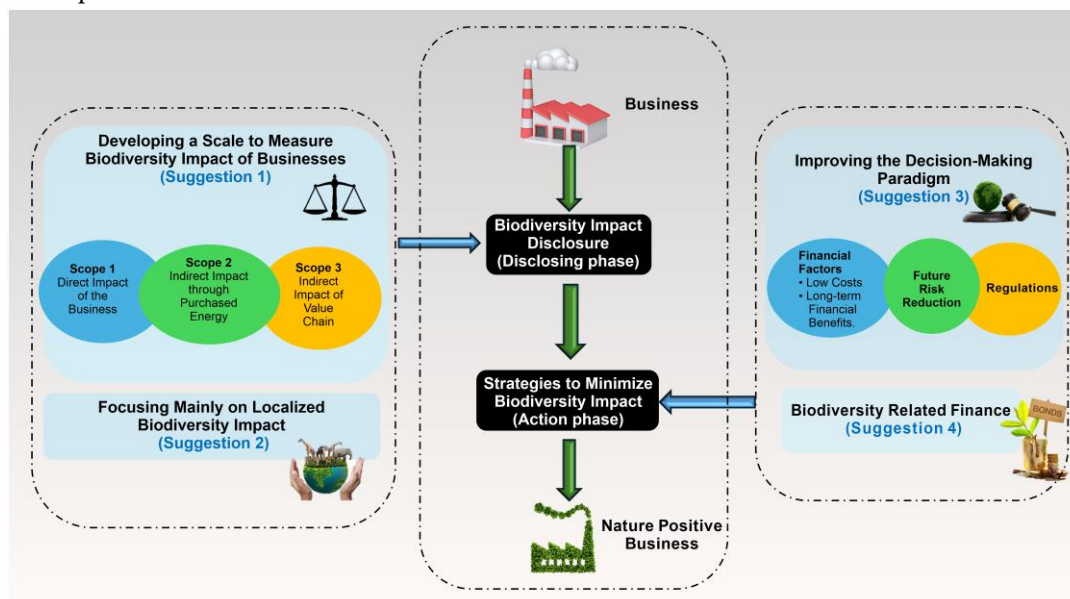 Developing a Scale to Measure
Biodiversity Impact of Businesses
(Suggestion 1)
Scope 1
Direct Impact
of the
Business
Scope 2
Indirect Impact
through
Purchased
Energy
Scope 3
Indirect
Impact of
Value
Chain
Focusing Mainly on Localized
Biodiversity Impact
(Suggestion 2)
Business
Biodiversity Impact
Disclosure
(Disclosing phase)
Strategies to Minimize
Biodiversity Impact
(Action phase)
Nature Positive
Business
Improving the Decision-Making
Paradigm
(Suggestion 3)
Financial
Factors
• Low Costs
• Long-term
Financial
Benefits.
Future
Risk
Reduction
Regulations
Biodiversity Related Finance
(Suggestion 4)
BONDS